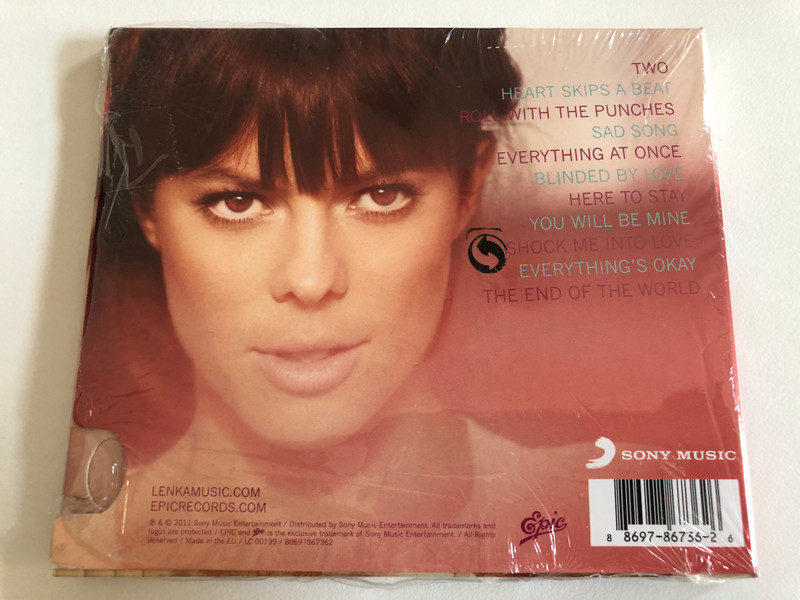 TWO
HEART SKIPS A BEAT
ROLL WITH THE PUNCHES
SAD SONG
EVERYTHING AT ONCE
BLINDED BY LOVE
HERE TO STAY
YOU WILL BE MINE
SHOCK ME INTO LOVE
EVERYTHING'S OKAY
THE END OF THE WORLD
SONY MUSIC
LENKAMUSIC.COM
EPICRECORDS.COM
℗ & © 2011 Sony Music Entertainment / Distributed by Sony Music Entertainment. All trademarks and
logos are protected / EPIC and Epic is the exclusive trademark of Sony Music Entertainment. / All Rights
Reserved / Made in the EU / LC 00199 / 88697867362
Epic
8 8697-86736-2 6